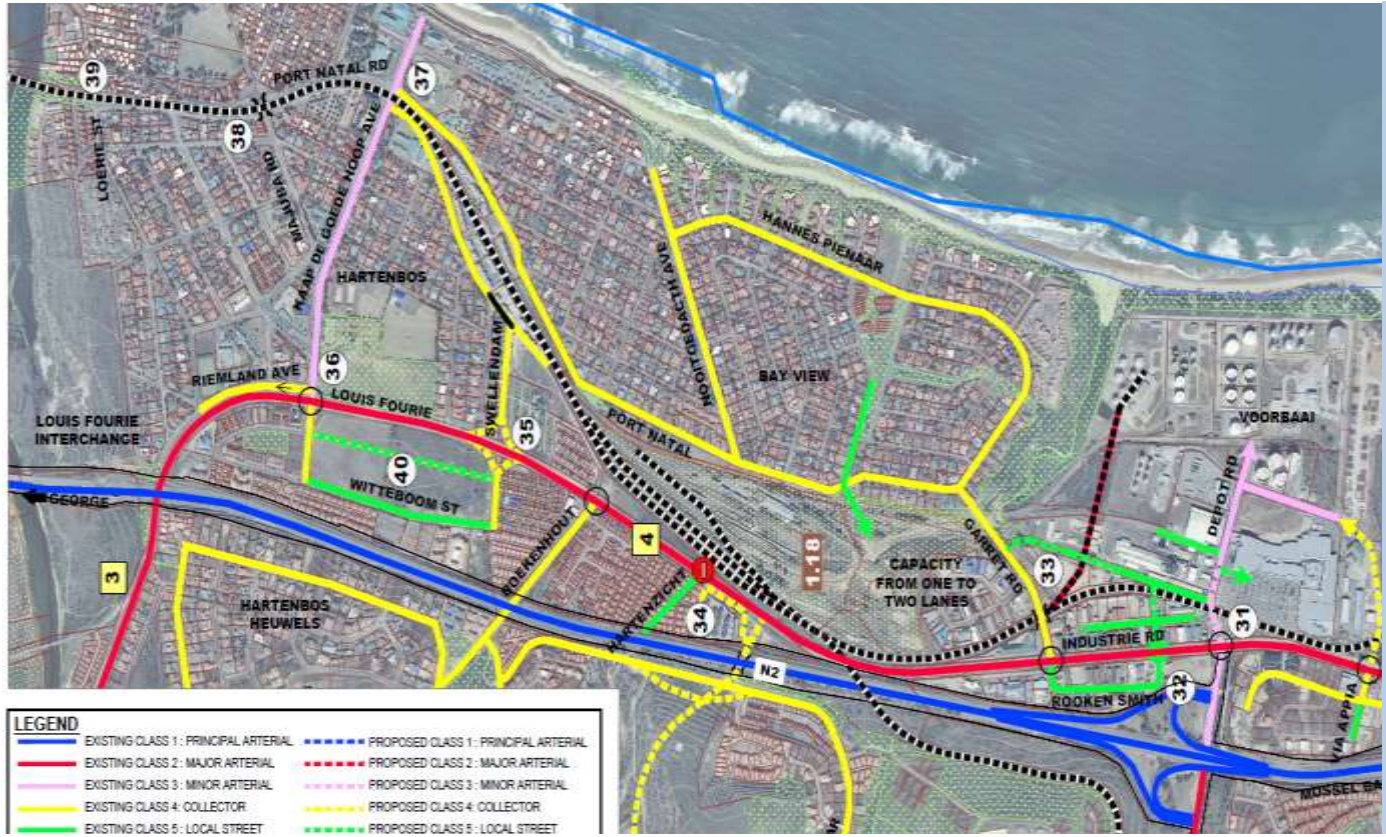 39
PORT NATAL RD
37
38
LOERIE ST
MAJUBA RD
KAAP DE GOEDE HOOP AVE
HARTENBOS
HANNES PIENAAR
NOOITGEDACTH AVE
BAY VIEW
36
RIEMLAND AVE
LOUIS FOURIE
SWELLENDAM
35
LOUIS FOURIE
INTERCHANGE
PORT NATAL
VOORBAAI
40
WITTEBOOM ST
GEORGE
BOEKENHOUT
4
DEPOT RD
1.18
CAPACITY
FROM ONE TO
TWO LANES
GARRET RD
33
3
HARTENBOS
HEUWELS
HARTENZICHT
34
INDUSTRIE RD
31
N2
32
ROOKEN SMITH
VIA APPIA
MOSSEL BA
AR
LEGEND
EXISTING CLASS 1 : PRINCIPAL ARTERIAL PROPOSED CLASS 1 : PRINCIPAL ARTERIAL
EXISTING CLASS 2 : MAJOR ARTERIAL PROPOSED CLASS 2 : MAJOR ARTERIAL
EXISTING CLASS 3 : MINOR ARTERIAL PROPOSED CLASS 3 : MINOR ARTERIAL
EXISTING CLASS 4 : COLLECTOR PROPOSED CLASS 4 : COLLECTOR
EXISTING CLASS 5 : LOCAL STREET PROPOSED CLASS 5 : LOCAL STREET